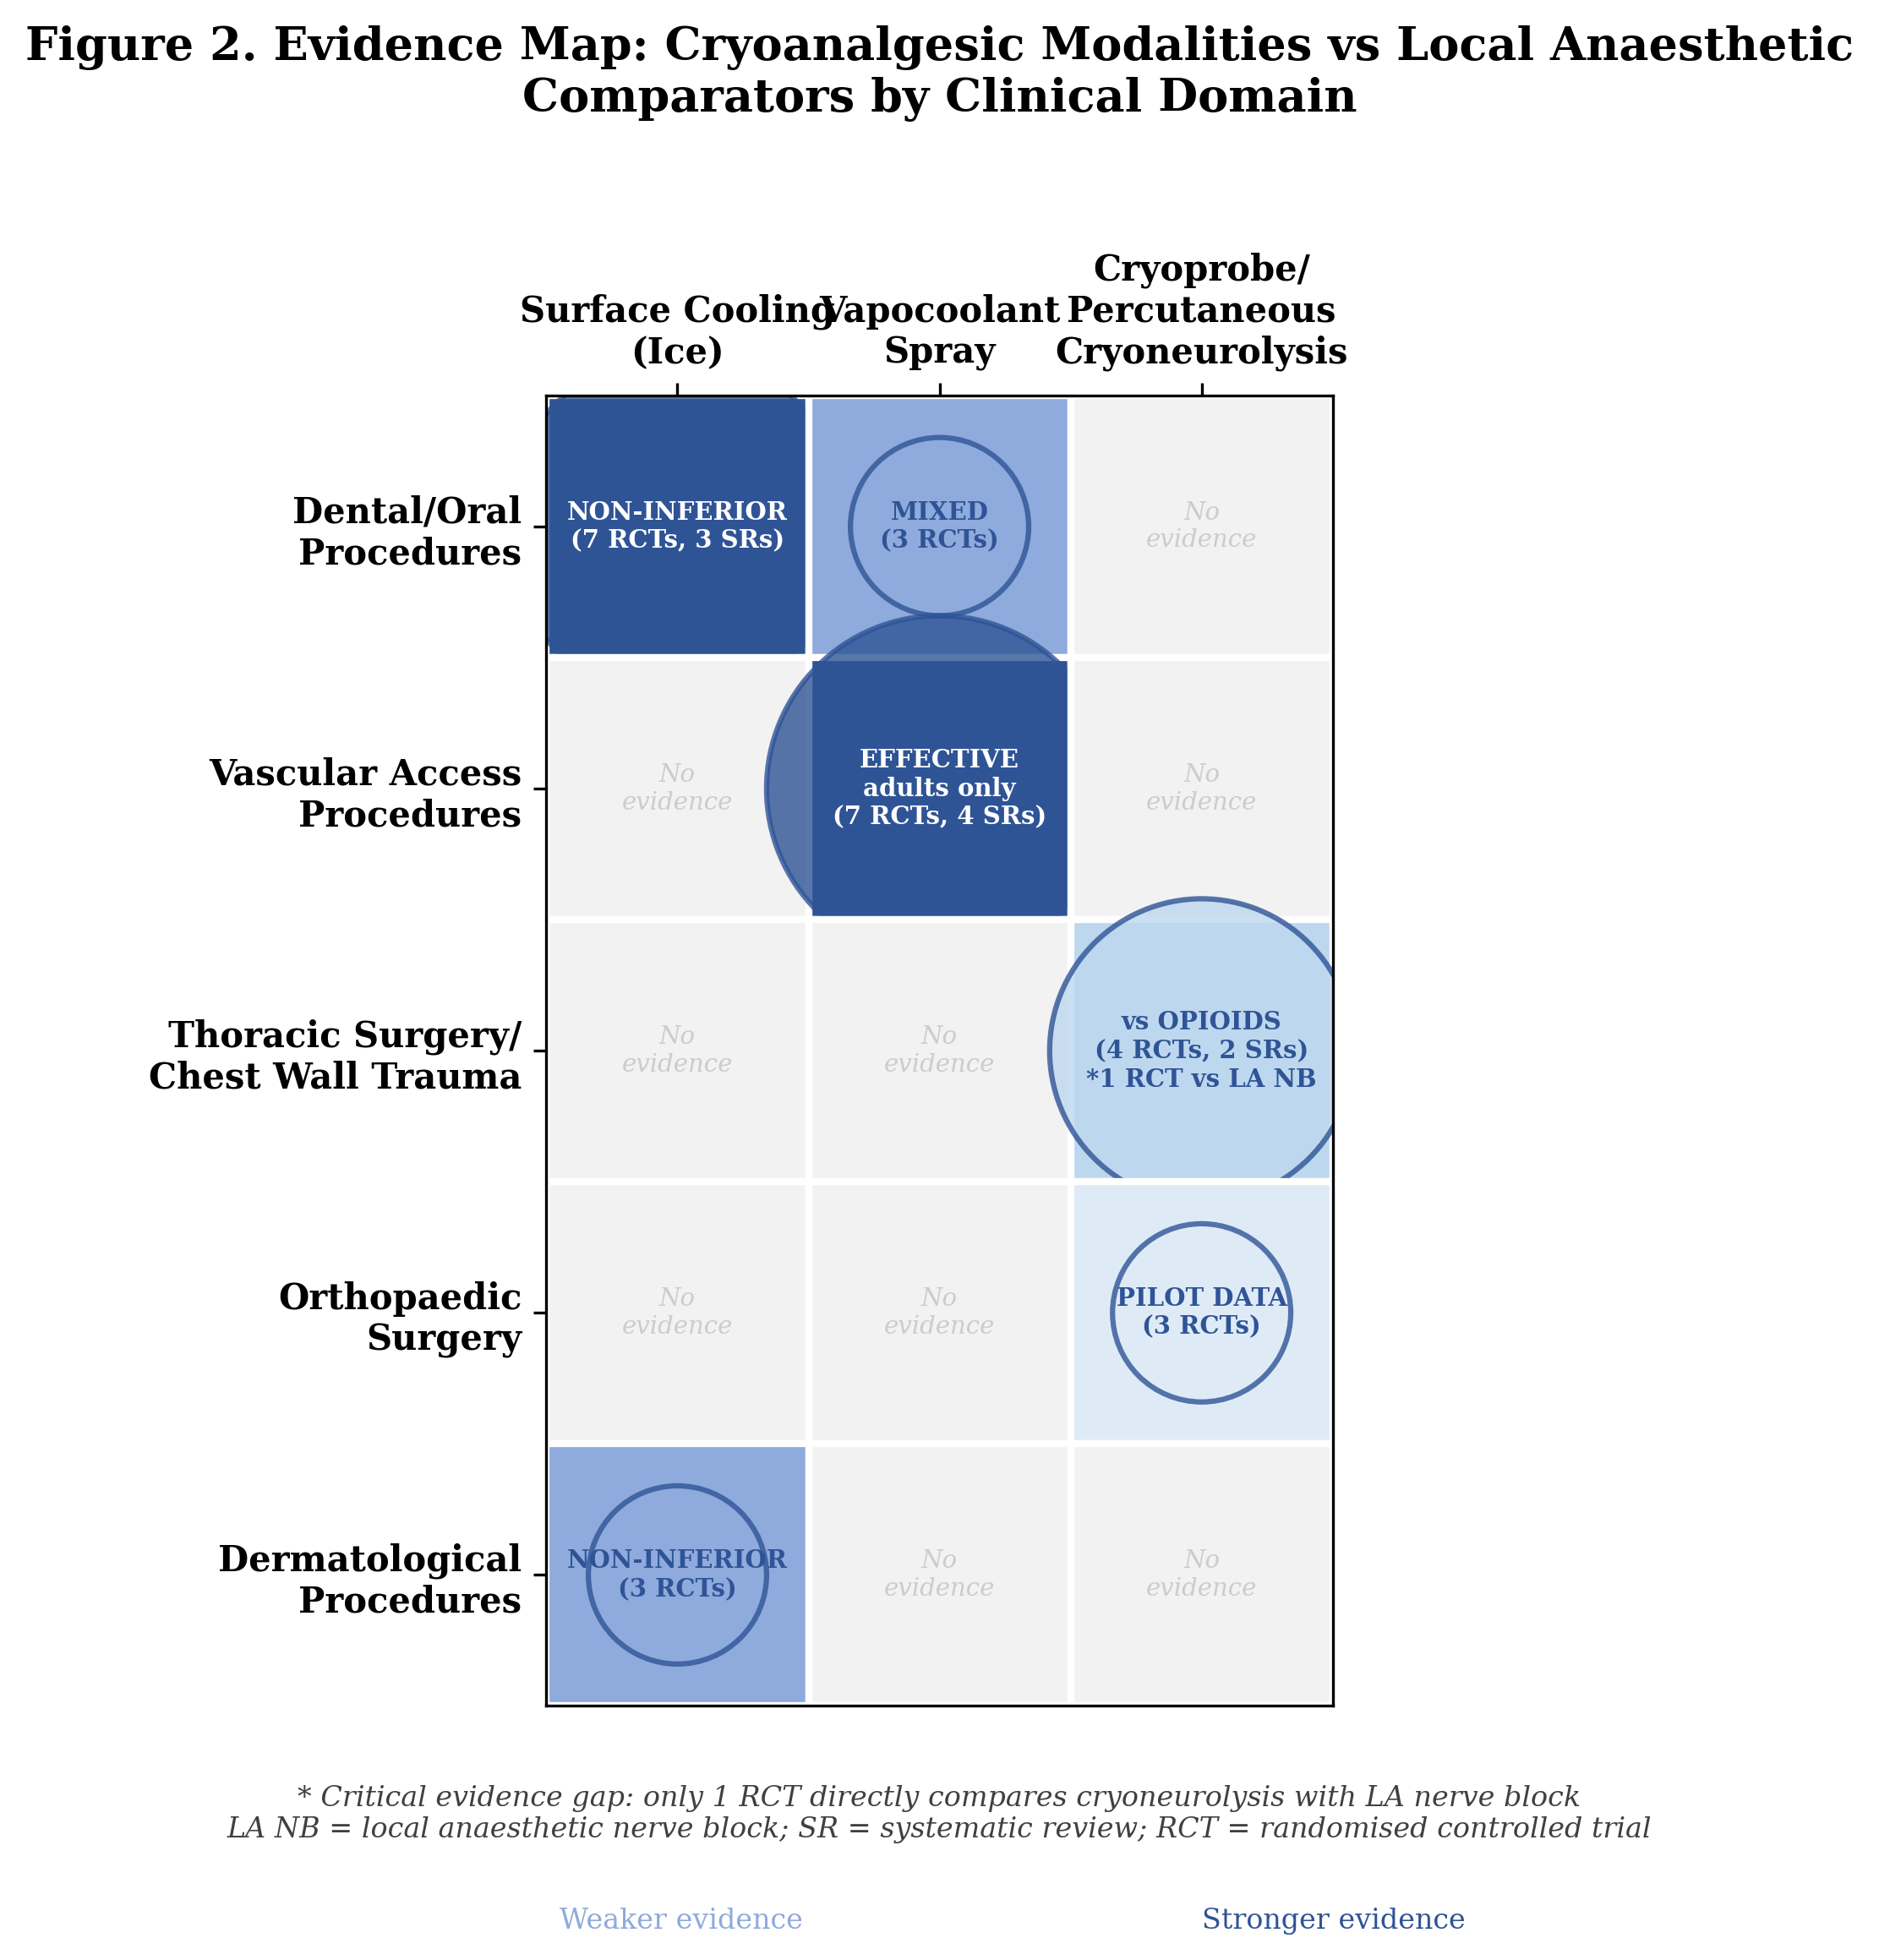 Figure 2. Evidence Map: Cryoanalgesic Modalities vs Local Anaesthetic
Comparators by Clinical Domain
Surface Cooling
(Ice)
Vapocoolant
Spray
Cryoprobe/
Percutaneous
Cryoneurolysis
Dental/Oral
Procedures
NON-INFERIOR
(7 RCTs, 3 SRs)
MIXED
(3 RCTs)
No
evidence
Vascular Access
Procedures
No
evidence
EFFECTIVE
adults only
(7 RCTs, 4 SRs)
No
evidence
Thoracic Surgery/
Chest Wall Trauma
No
evidence
No
evidence
vs OPIOIDS
(4 RCTs, 2 SRs)
*1 RCT vs LA NB
Orthopaedic
Surgery
No
evidence
No
evidence
PILOT DATA
(3 RCTs)
Dermatological
Procedures
NON-INFERIOR
(3 RCTs)
No
evidence
No
evidence
* Critical evidence gap: only 1 RCT directly compares cryoneurolysis with LA nerve block
LA NB = local anaesthetic nerve block; SR = systematic review; RCT = randomised controlled trial
Weaker evidence
Stronger evidence